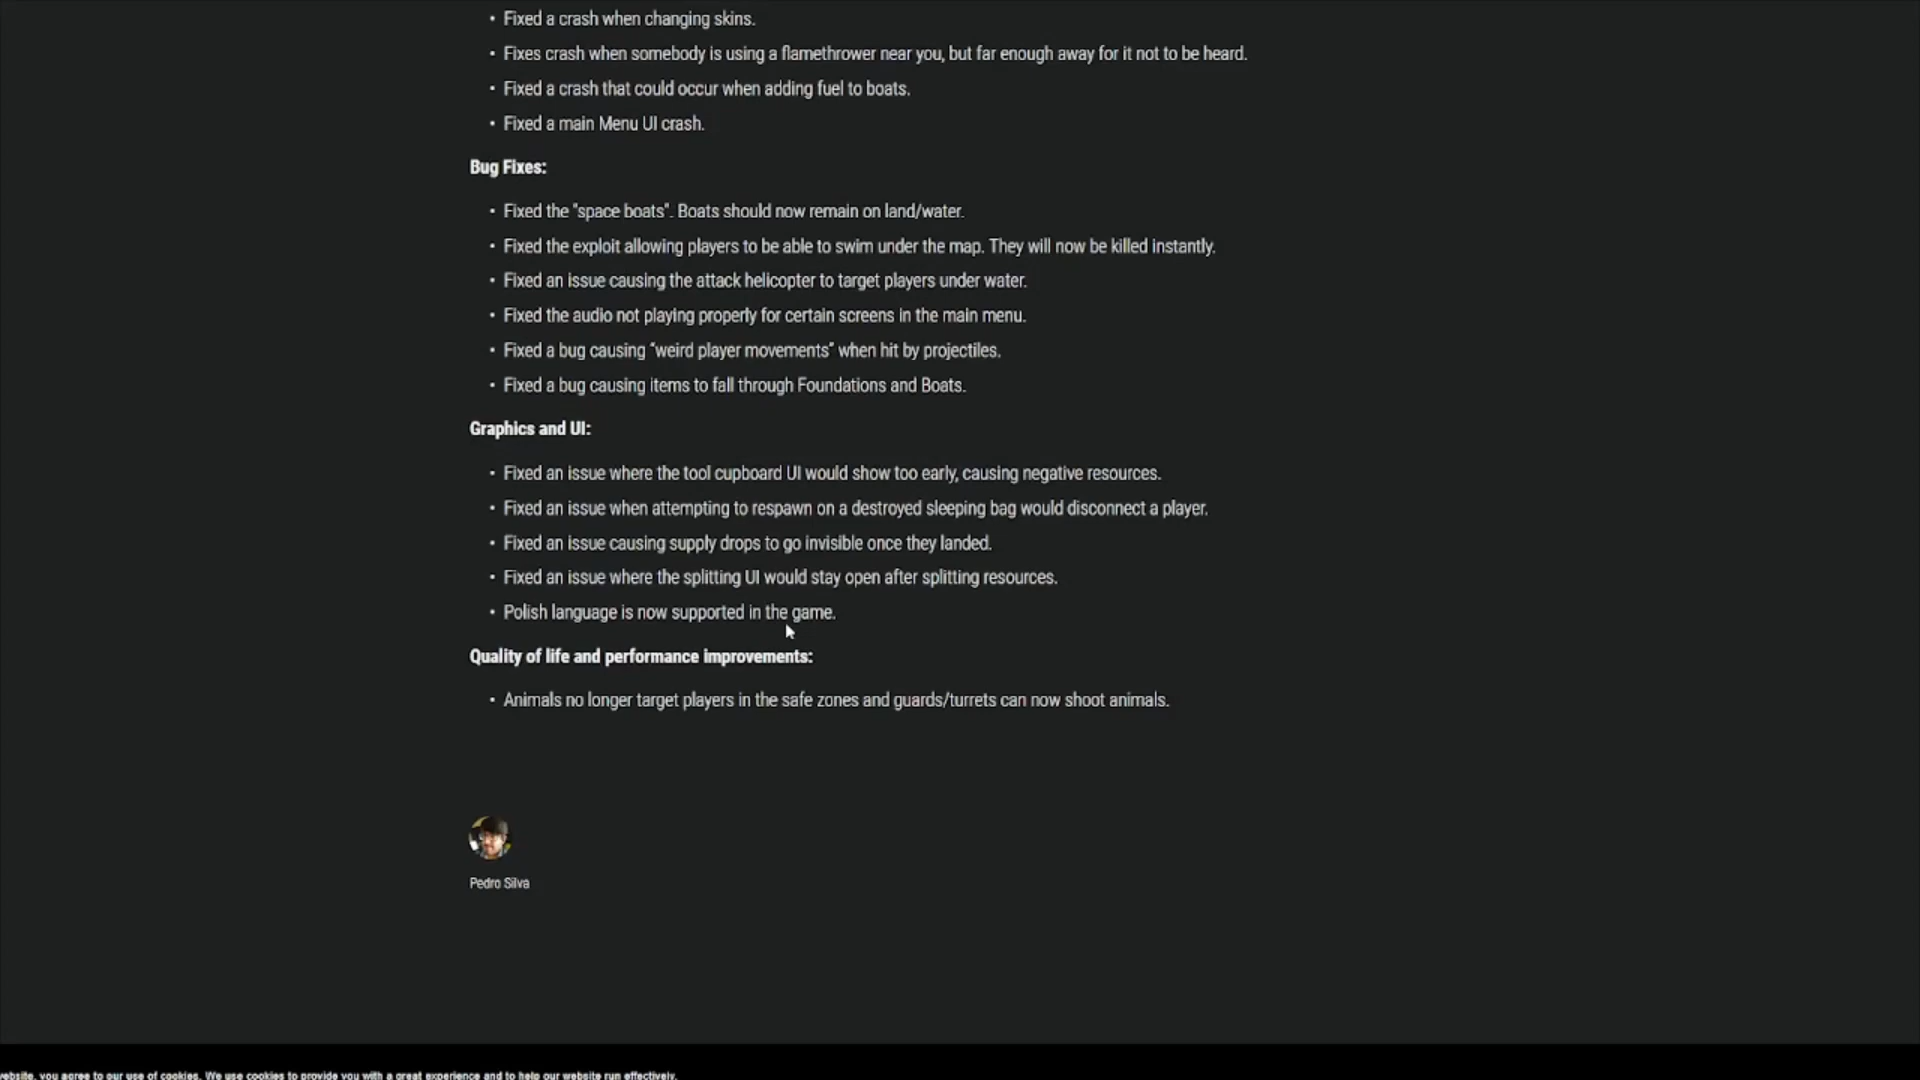 • Fixed a crash when changing skins.
• Fixes crash when somebody is using a flamethrower near you, but far enough away for it not to be heard.
• Fixed a crash that could occur when adding fuel to boats.
• Fixed a main Menu UI crash.
Bug Fixes:
• Fixed the "space boats". Boats should now remain on land/water.
• Fixed the exploit allowing players to be able to swim under the map. They will now be killed instantly.
• Fixed an issue causing the attack helicopter to target players under water.
• Fixed the audio not playing properly for certain screens in the main menu.
• Fixed a bug causing “weird player movements” when hit by projectiles.
• Fixed a bug causing items to fall through Foundations and Boats.
Graphics and UI:
• Fixed an issue where the tool cupboard UI would show too early, causing negative resources.
• Fixed an issue when attempting to respawn on a destroyed sleeping bag would disconnect a player.
• Fixed an issue causing supply drops to go invisible once they landed.
• Fixed an issue where the splitting UI would stay open after splitting resources.
• Polish language is now supported in the game.
Quality of life and performance improvements:
• Animals no longer target players in the safe zones and guards/turrets can now shoot animals.
Pedro Silva
ebsite, you agree to our use of cookies. We use cookies to provide you with a great experience and to help our website run effectively.